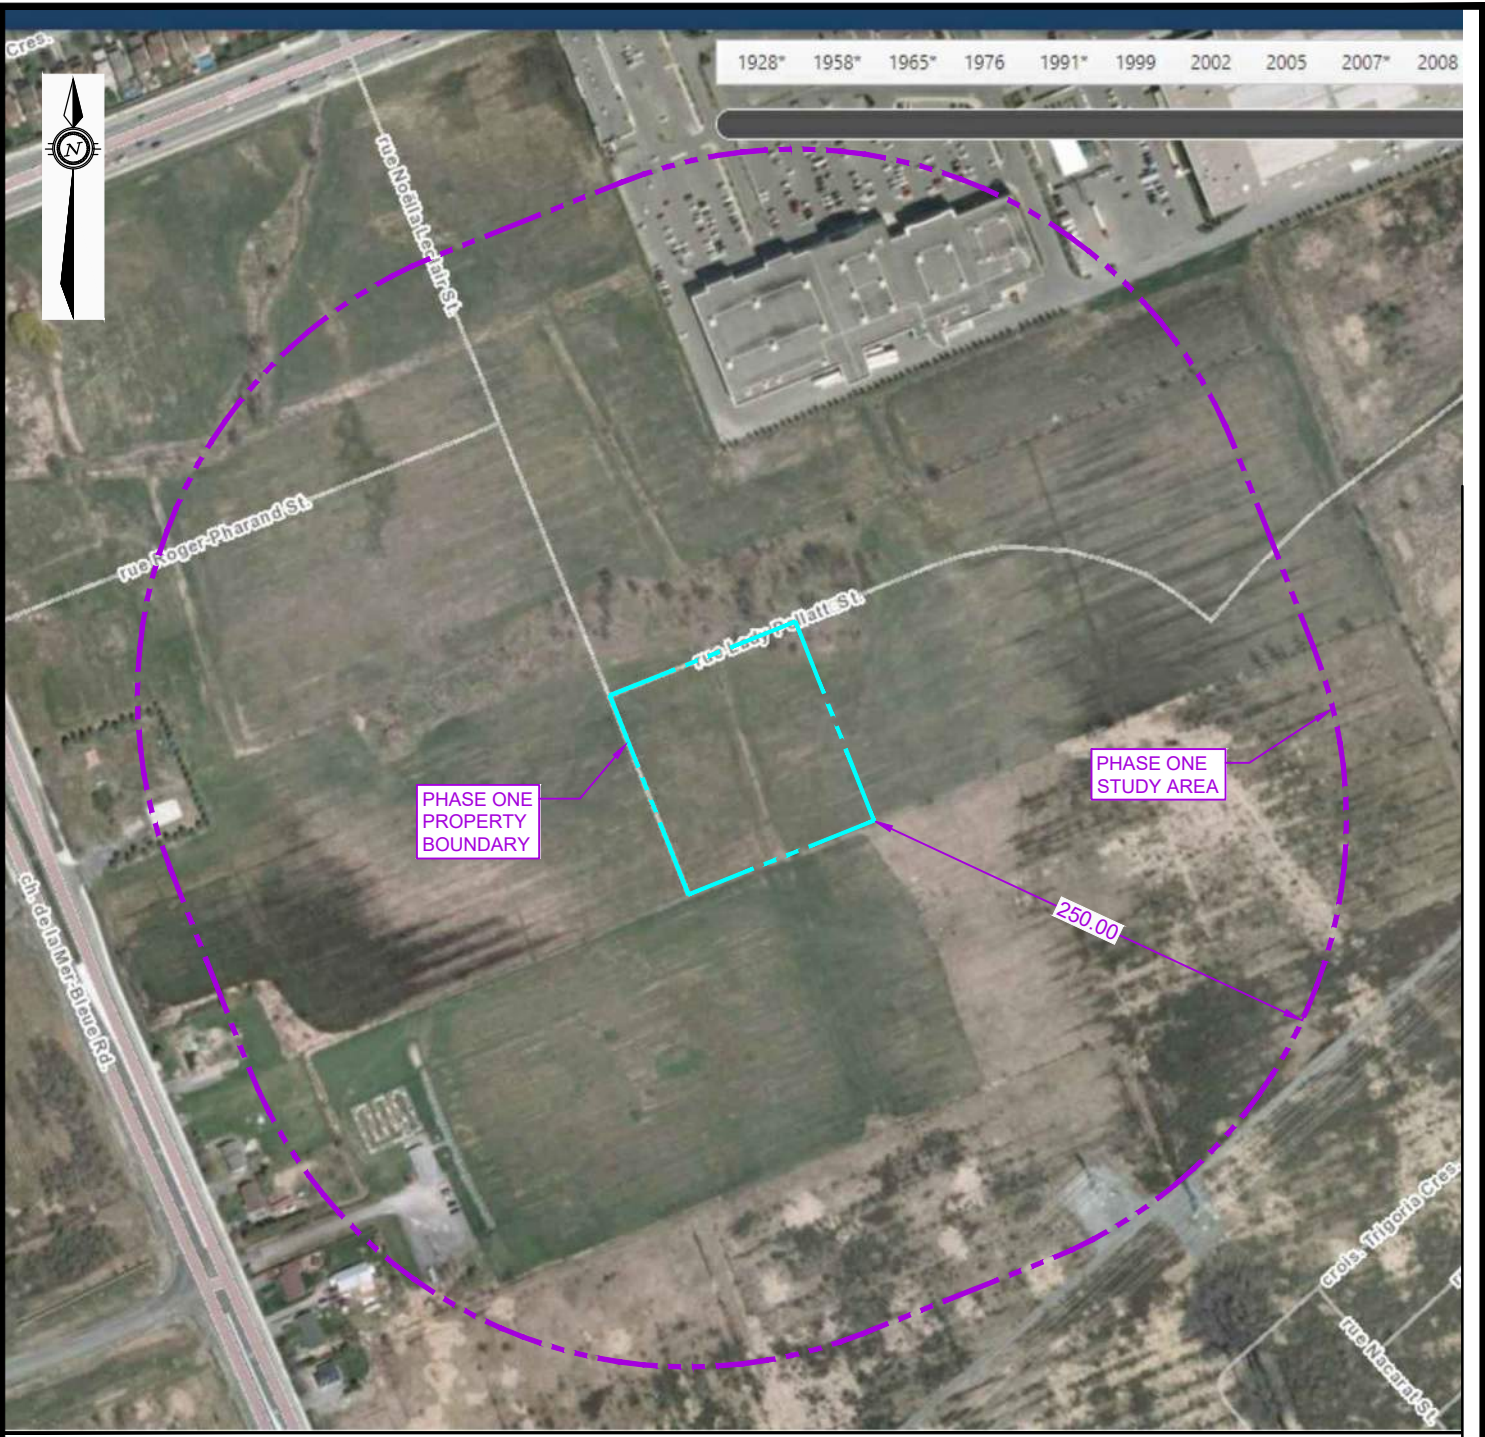 Cres.
1928* 1958* 1965* 1976 1991* 1999 2002 2005 2007* 2008
N
rue Noëlla Leclair St.
rue Roger-Pharand St.
rue Lady Pellatt St.
PHASE ONE
STUDY AREA
PHASE ONE
PROPERTY
BOUNDARY
250.00
ch. de la Mer-Bleue Rd.
crois. Trigoria Cres.
rue Nacarat St.